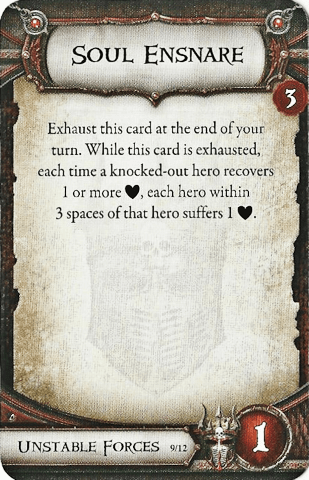 Soul Ensnare
3
Exhaust this card at the end of your
turn. While this card is exhausted,
each time a knocked-out hero recovers
1 or more ♥, each hero within
3 spaces of that hero suffers 1 ♥.
Unstable Forces 9/12
1